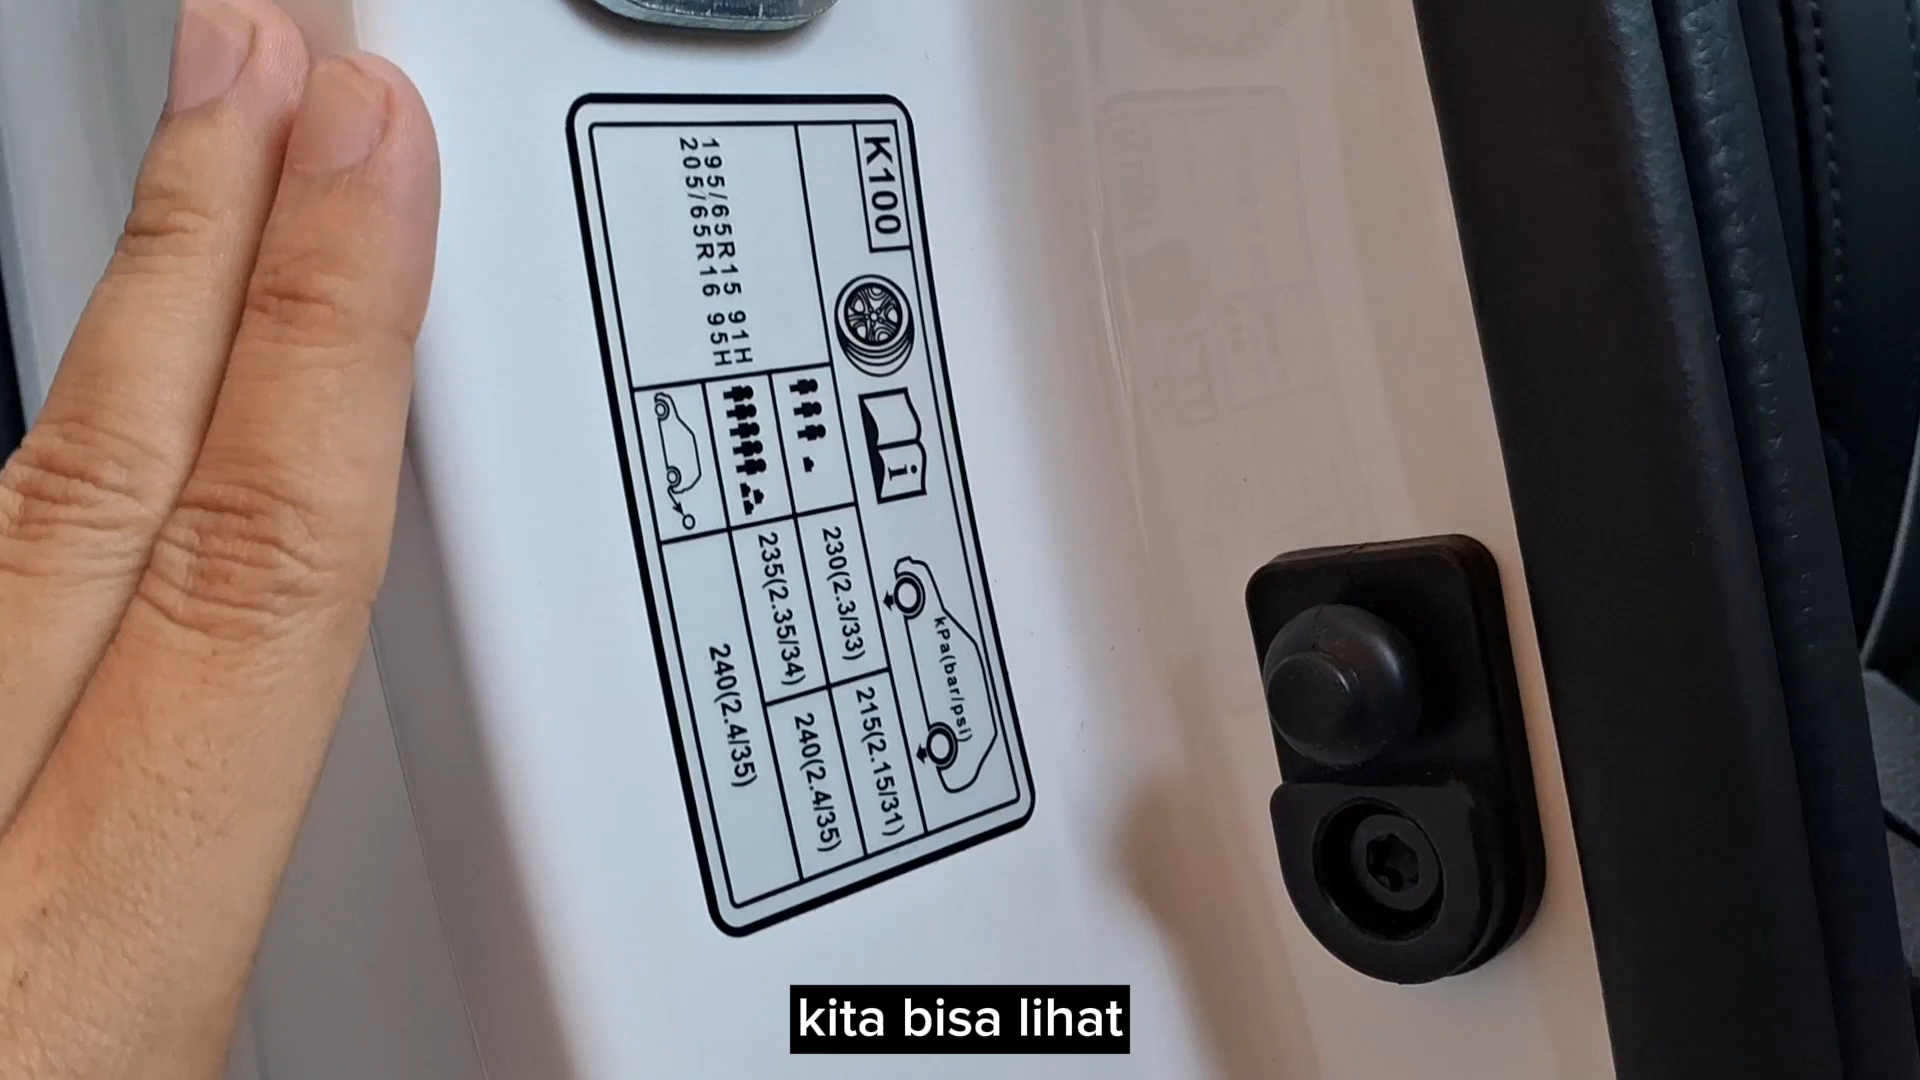 K100
kPa(bar/psi)
195/65R15 91H
205/65R16 95H
230(2.3/33)
215(2.15/31)
235(2.35/34)
240(2.4/35)
240(2.4/35)
kita bisa lihat